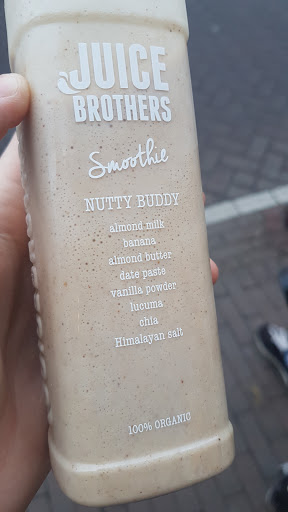 JUICE
BROTHERS
Smoothie
NUTTY BUDDY
almond milk
banana
almond butter
date paste
vanilla powder
lucuma
chia
Himalayan salt
100% ORGANIC